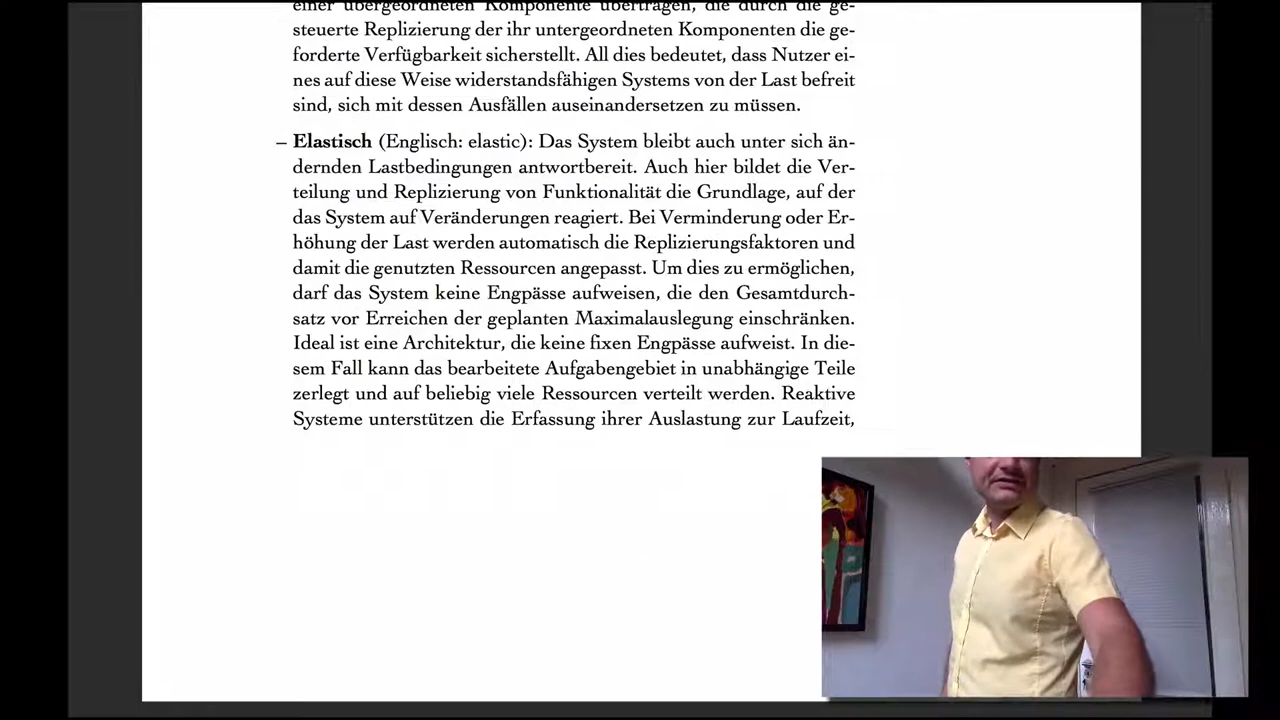 einer übergeordneten Komponente übertragen, die durch die ge-
steuerte Replizierung der ihr untergeordneten Komponenten die ge-
forderte Verfügbarkeit sicherstellt. All dies bedeutet, dass Nutzer ei-
nes auf diese Weise widerstandsfähigen Systems von der Last befreit
sind, sich mit dessen Ausfällen auseinandersetzen zu müssen.
– Elastisch (Englisch: elastic): Das System bleibt auch unter sich än-
dernden Lastbedingungen antwortbereit. Auch hier bildet die Ver-
teilung und Replizierung von Funktionalität die Grundlage, auf der
das System auf Veränderungen reagiert. Bei Verminderung oder Er-
höhung der Last werden automatisch die Replizierungsfaktoren und
damit die genutzten Ressourcen angepasst. Um dies zu ermöglichen,
darf das System keine Engpässe aufweisen, die den Gesamtdurch-
satz vor Erreichen der geplanten Maximalauslegung einschränken.
Ideal ist eine Architektur, die keine fixen Engpässe aufweist. In die-
sem Fall kann das bearbeitete Aufgabengebiet in unabhängige Teile
zerlegt und auf beliebig viele Ressourcen verteilt werden. Reaktive
Systeme unterstützen die Erfassung ihrer Auslastung zur Laufzeit,